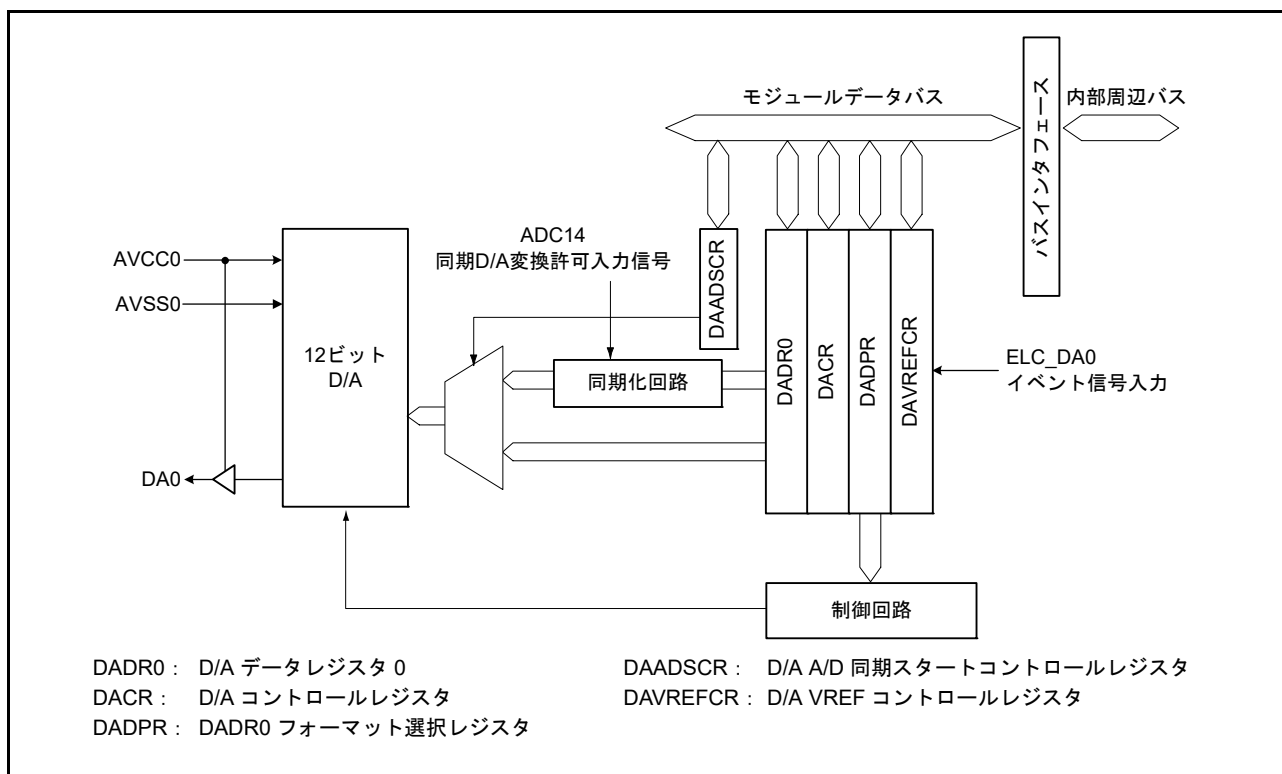 モジュールデータバス
内部周辺バス
バスインタフェース
ADC14
同期D/A変換許可入力信号
DAADSCR
AVCC0
AVSS0
12ビット
D/A
同期化回路
DADR0
DACR
DADPR
DAVREFCR
ELC_DA0
イベント信号入力
DA0
制御回路
DADR0： D/A データレジスタ 0
DACR： D/A コントロールレジスタ
DADPR： DADR0 フォーマット選択レジスタ
DAADSCR： D/A A/D 同期スタートコントロールレジスタ
DAVREFCR： D/A VREF コントロールレジスタ